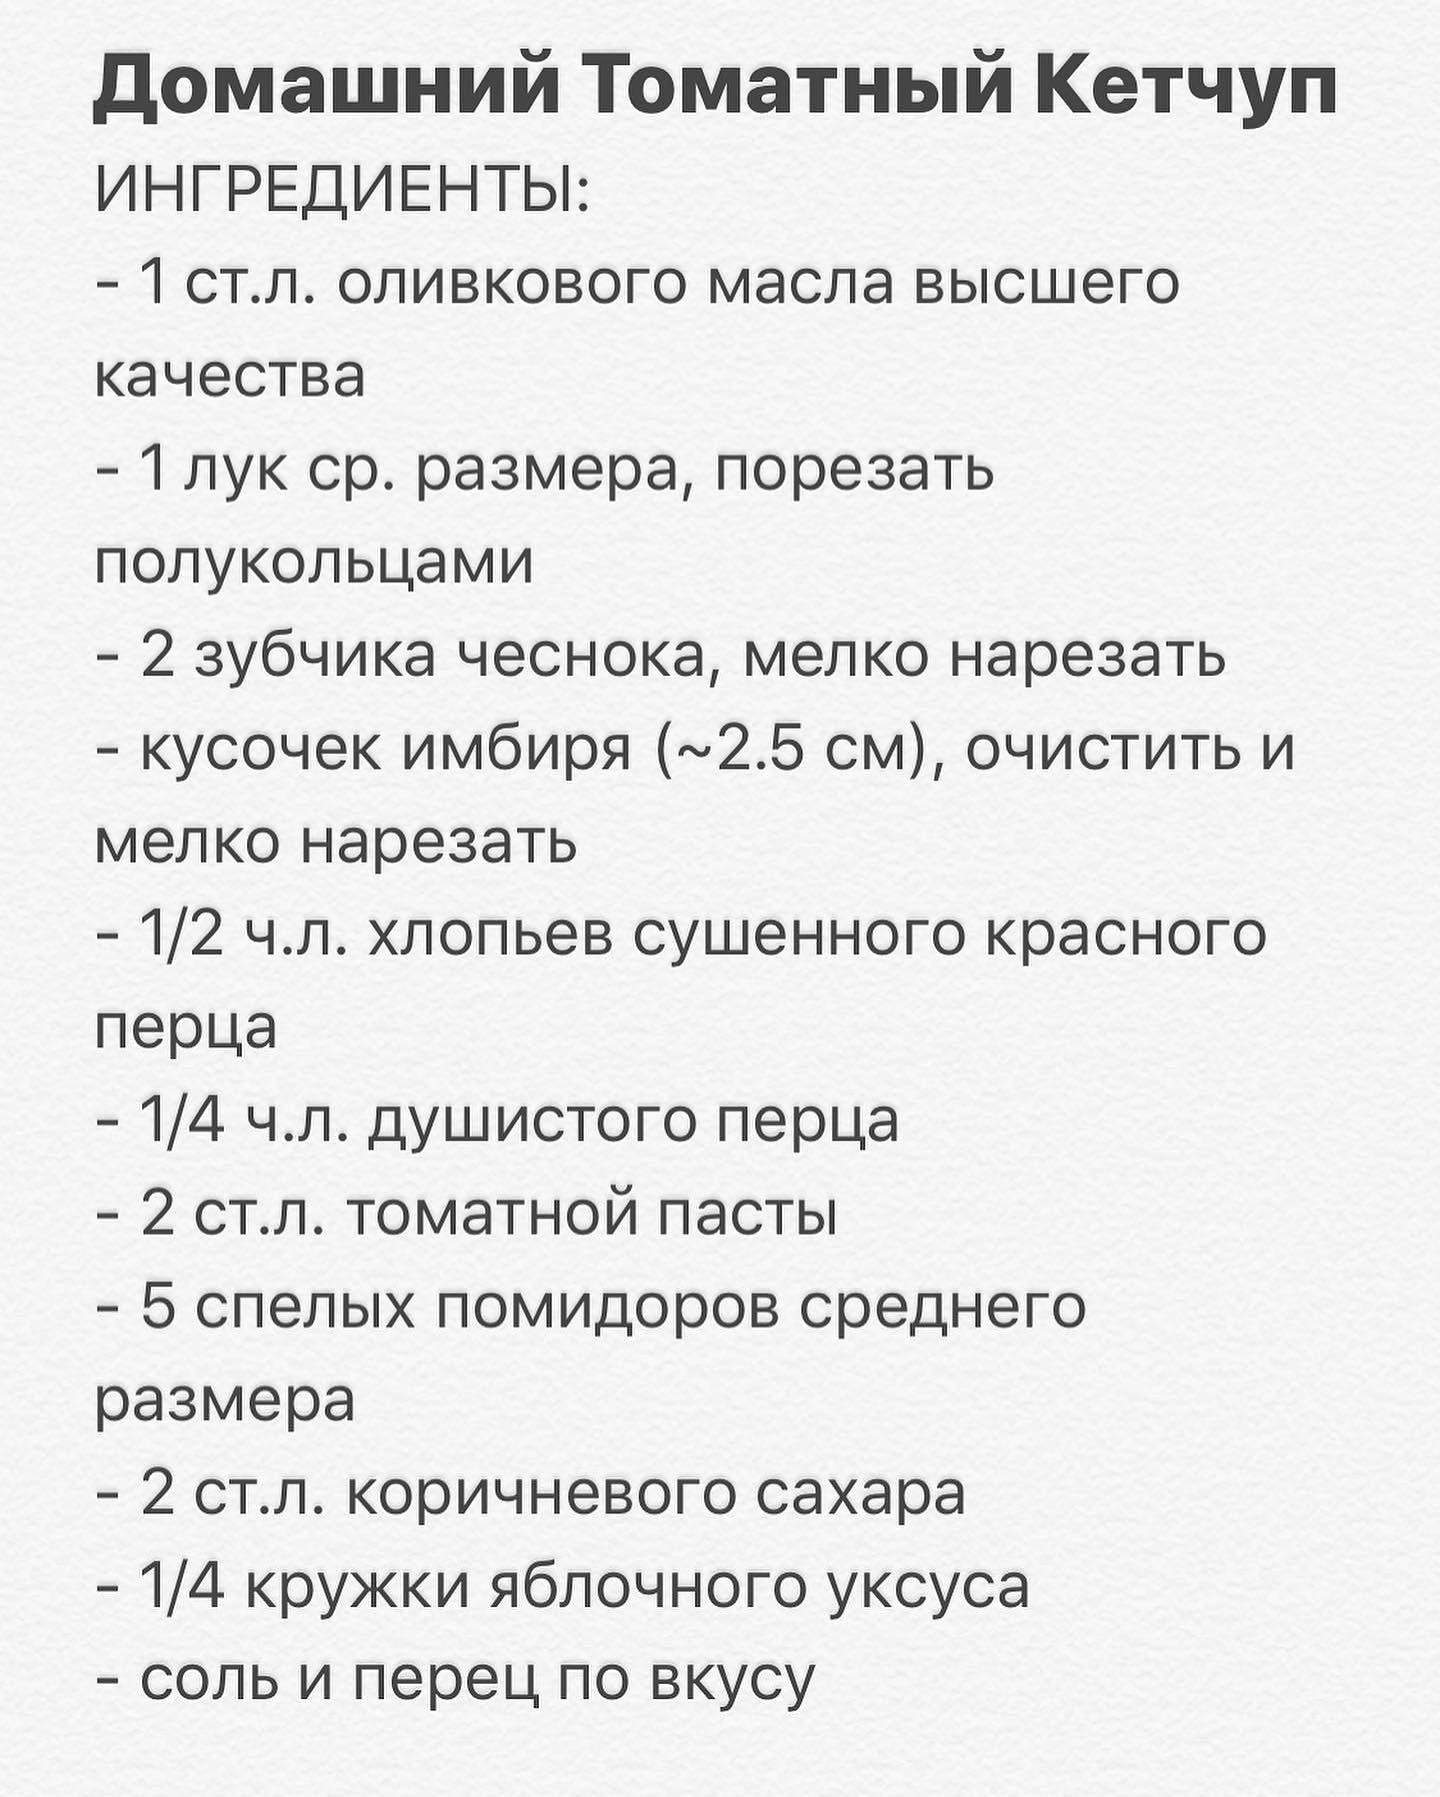 Домашний Томатный Кетчуп
ИНГРЕДИЕНТЫ:
- 1 ст.л. оливкового масла высшего
качества
- 1 лук ср. размера, порезать
полукольцами
- 2 зубчика чеснока, мелко нарезать
- кусочек имбиря (~2.5 см), очистить и
мелко нарезать
- 1/2 ч.л. хлопьев сушенного красного
перца
- 1/4 ч.л. душистого перца
- 2 ст.л. томатной пасты
- 5 спелых помидоров среднего
размера
- 2 ст.л. коричневого сахара
- 1/4 кружки яблочного уксуса
- соль и перец по вкусу